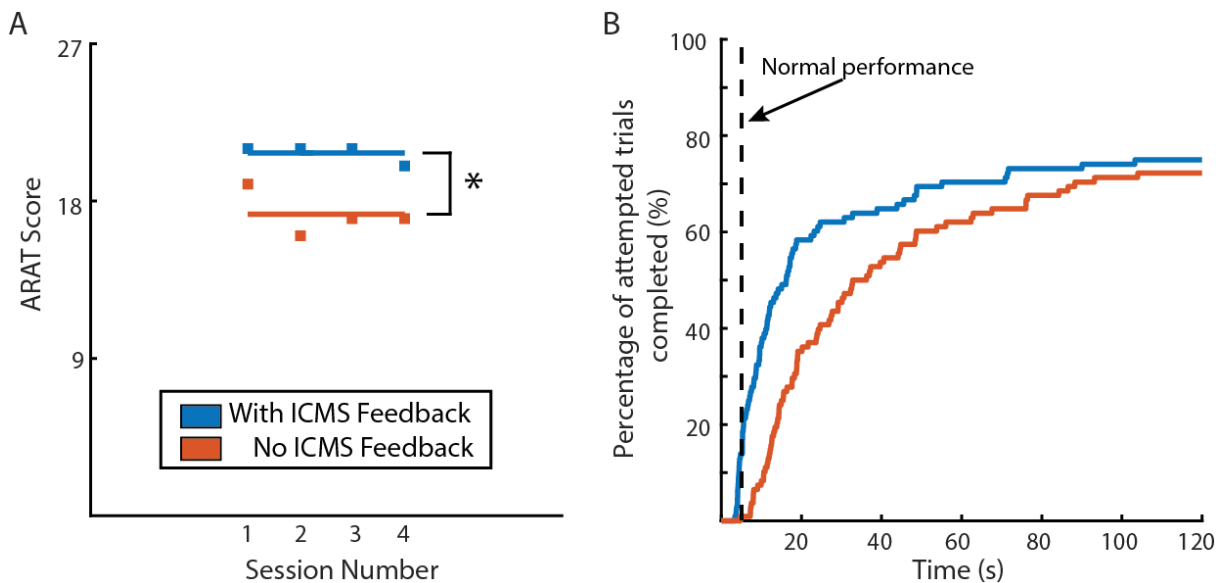 A
27
18
9
ARAT Score
*
With ICMS Feedback
No ICMS Feedback
1 2 3 4
Session Number
B
100
80
60
40
20
Percentage of attempted trials
completed (%)
Normal performance
20 40 60 80 100 120
Time (s)